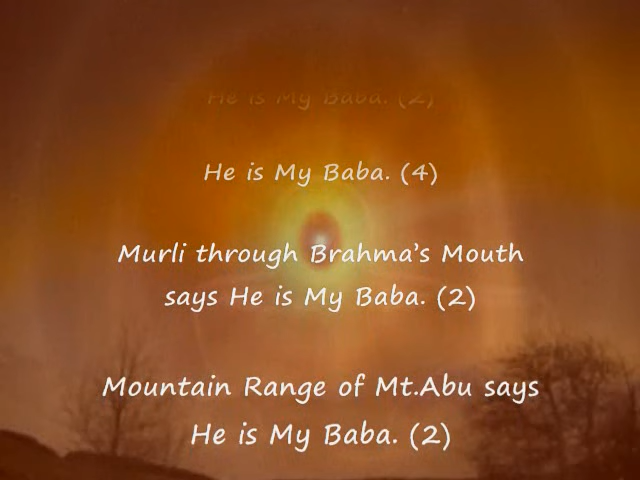 He is My Baba. (2)
He is My Baba. (4)
Murli through Brahma's Mouth
says He is My Baba. (2)
Mountain Range of Mt.Abu says
He is My Baba. (2)